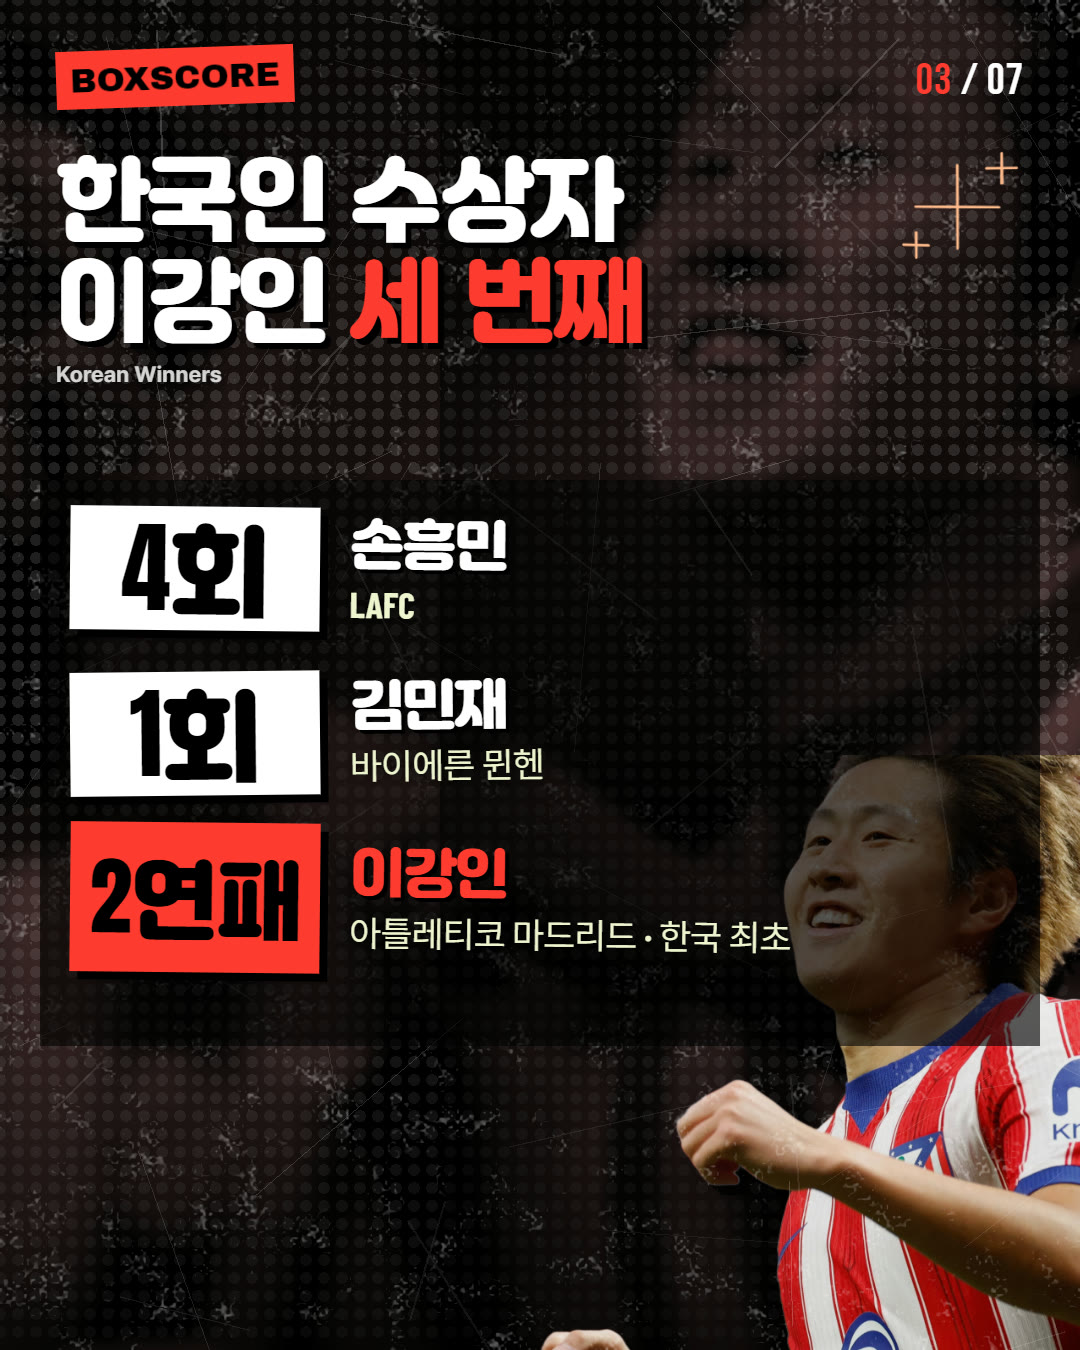 BOXSCORE
03 / 07
한국인 수상자
이강인 세 번째
Korean Winners
4회
손흥민
LAFC
1회
김민재
바이에른 뮌헨
2연패
이강인
아틀레티코 마드리드 · 한국 최초